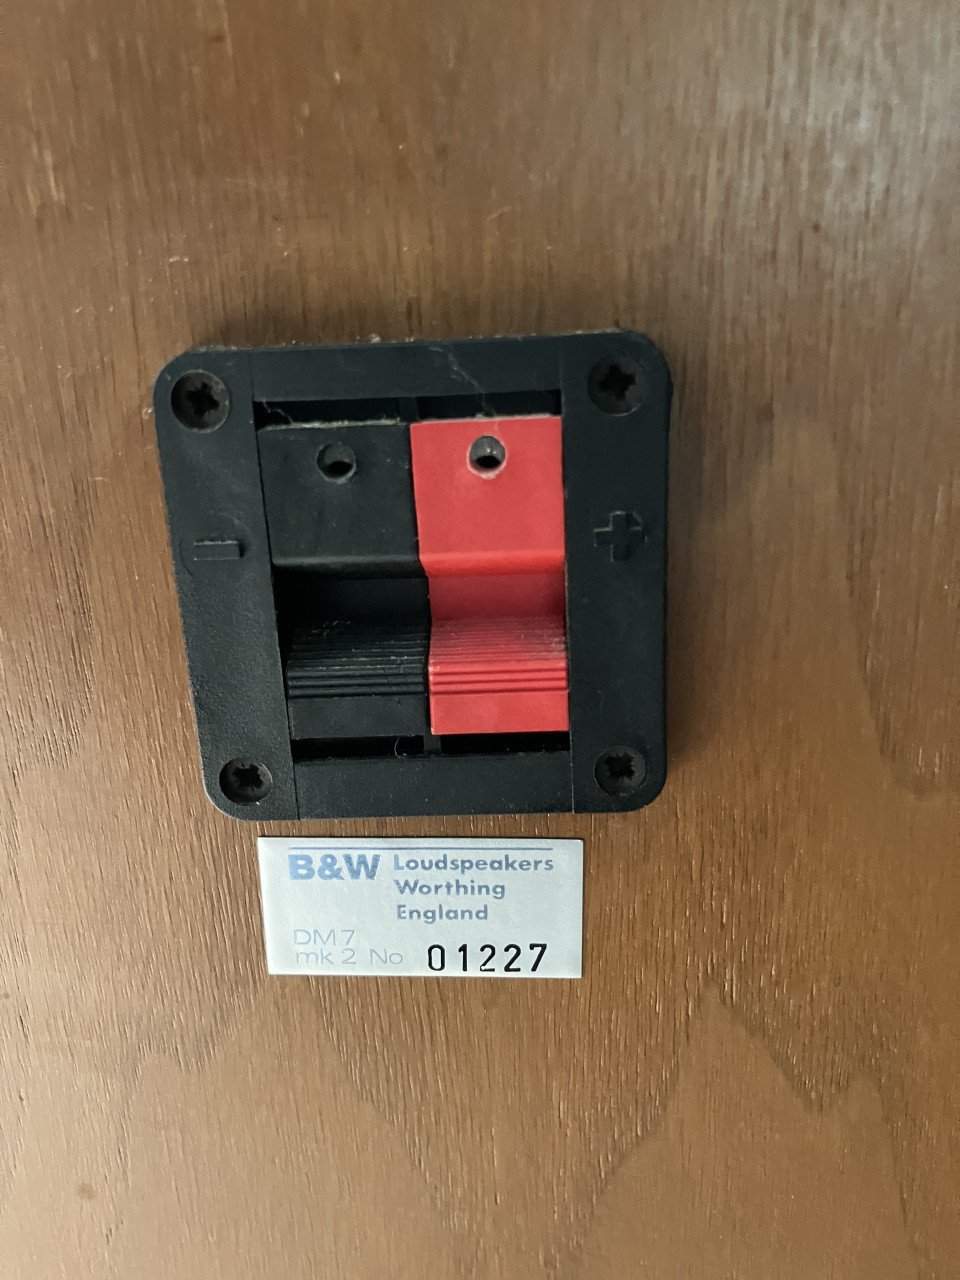 − +
B&W Loudspeakers
Worthing
England
DM7
mk 2 No 01227